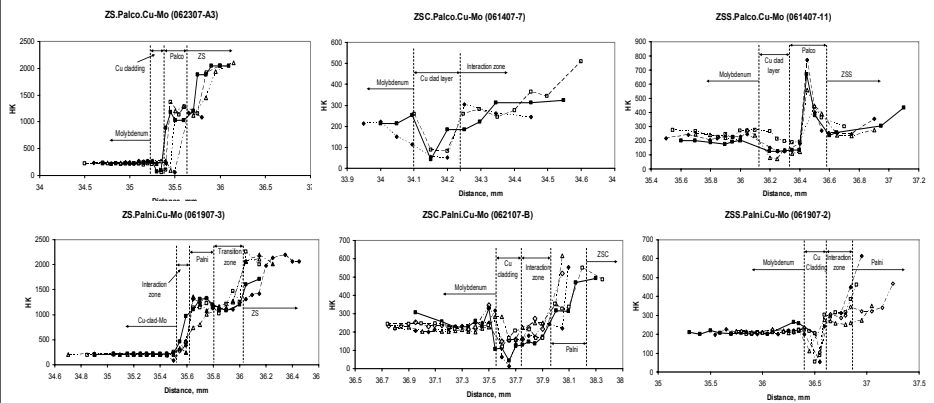 ZS.Palco.Cu-Mo (062307-A3)
2500
2000
1500
1000
500
0
HK
Cu cladding
Palco
ZS
Molybdenum
34
34.5
35
35.5
36
36.5
37
Distance, mm
ZSC.Palco.Cu-Mo (061407-7)
600
500
400
300
200
100
0
HK
Molybdenum
Cu clad layer
Interaction zone
33.9
34
34.1
34.2
34.3
34.4
34.5
34.6
34.7
Distance, mm
ZSS.Palco.Cu-Mo (061407-11)
900
800
700
600
500
400
300
200
100
0
HK
Molybdenum
Cu clad
layer
Palco
ZSS
35.4
35.6
35.8
36
36.2
36.4
36.6
36.8
37
37.2
Distance, mm
ZS.Palni.Cu-Mo (061907-3)
2500
2000
1500
1000
500
0
HK
Cu-clad-Mo
Interaction
zone
Palni
Transition
zone
ZS
34.6
34.8
35
35.2
35.4
35.6
35.8
36
36.2
36.4
Distance, mm
ZSC.Palni.Cu-Mo (062107-B)
700
600
500
400
300
200
100
0
HK
Molybdenum
Cu
cladding
Interaction
zone
Palni
ZSC
36.5
36.7
36.9
37.1
37.3
37.5
37.7
37.9
38.1
38.3
Distance, mm
ZSS.Palni.Cu-Mo (061907-2)
700
600
500
400
300
200
100
0
HK
Molybdenum
Cu
Cladding
Interaction
zone
Palni
35
35.5
36
36.5
37
37.5
Distance, mm